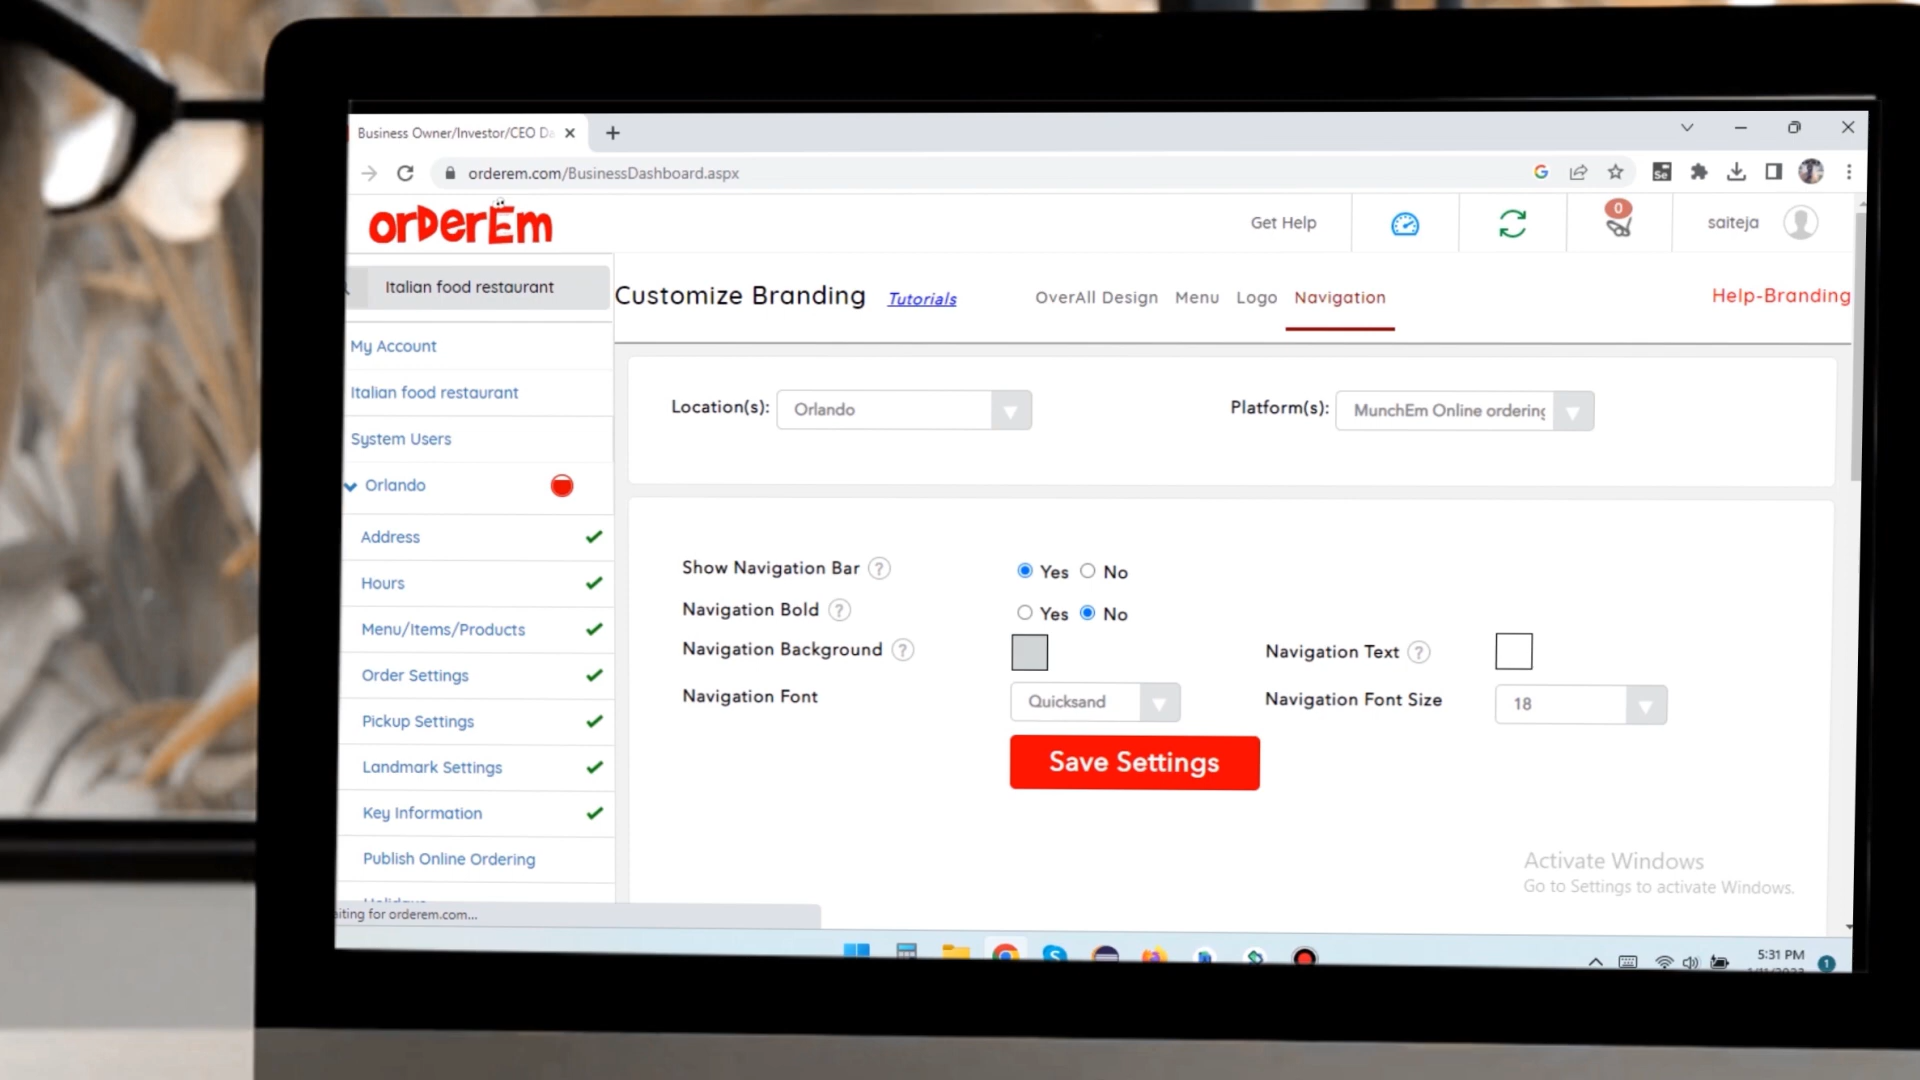 Business Owner/Investor/CEO Da
orderem.com/BusinessDashboard.aspx
orDerEm
Get Help
0
saiteja
Italian food restaurant
Customize Branding
Tutorials
OverAll Design
Menu
Logo
Navigation
Help-Branding
My Account
Italian food restaurant
System Users
Orlando
Address
Hours
Menu/Items/Products
Order Settings
Pickup Settings
Landmark Settings
Key Information
Publish Online Ordering
Location(s):
Orlando
Platform(s):
MunchEm Online ordering
Show Navigation Bar ?
Yes No
Navigation Bold ?
Yes No
Navigation Background ?
Navigation Text ?
Navigation Font
Quicksand
Navigation Font Size
18
Save Settings
Activate Windows
Go to Settings to activate Windows.
aiting for orderem.com...
5:31 PM
1